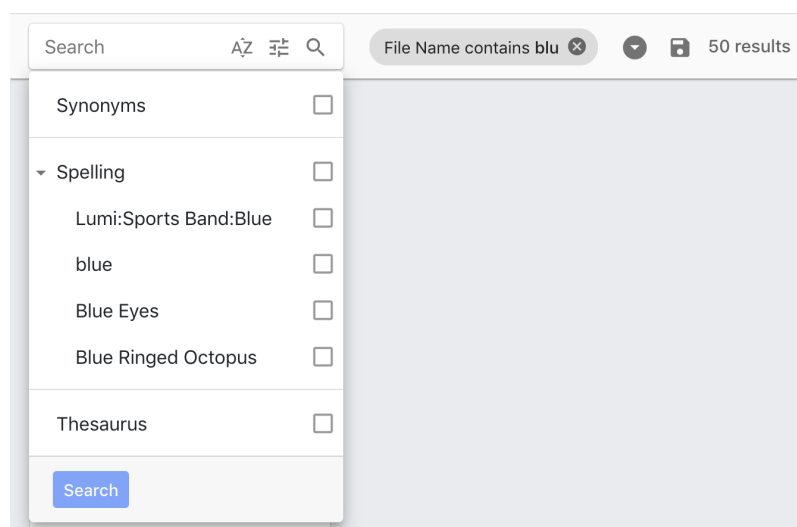 Search
AZ
File Name contains blu
50 results
Synonyms
Spelling
Lumi:Sports Band:Blue
blue
Blue Eyes
Blue Ringed Octopus
Thesaurus
Search